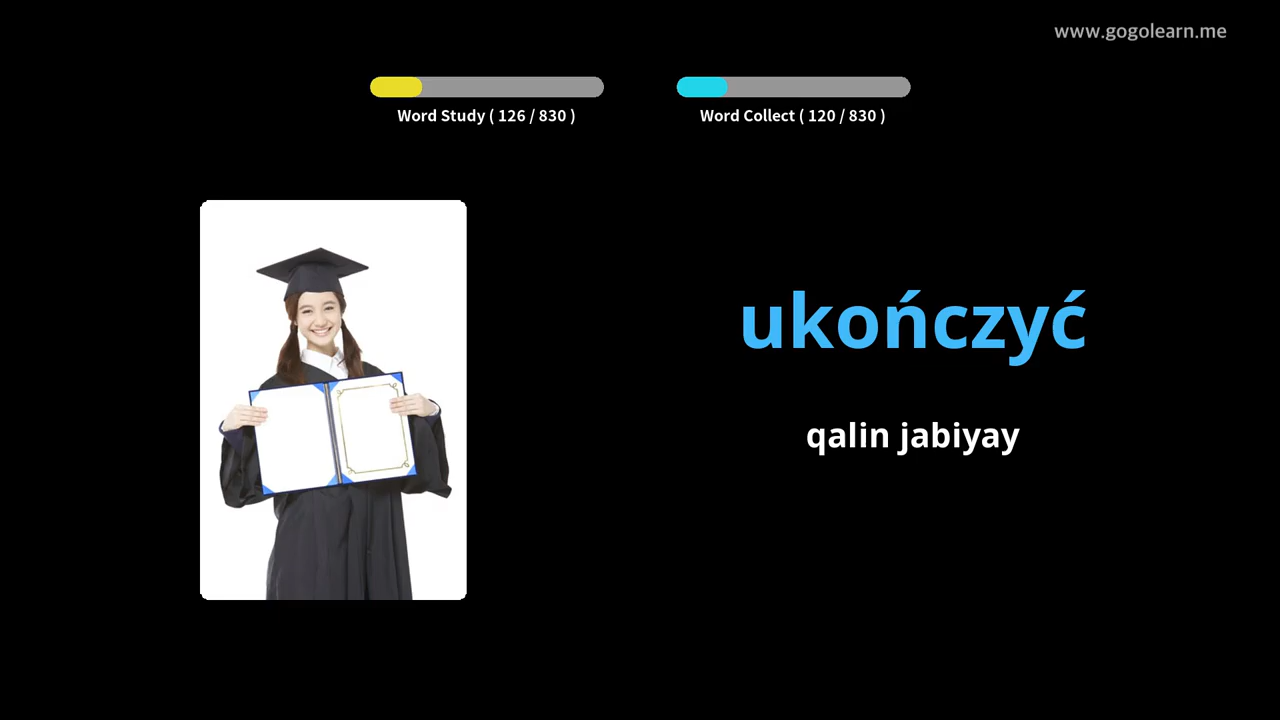 www.gogolearn.me
Word Study ( 126 / 830 )
Word Collect ( 120 / 830 )
ukończyć
qalin jabiyay